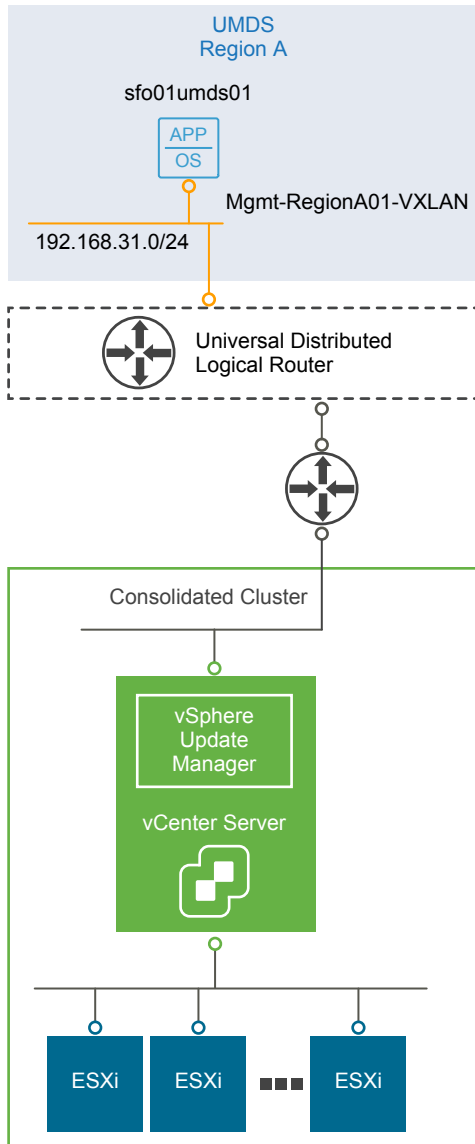 UMDS
Region A
sfo01umds01
APP
OS
Mgmt-RegionA01-VXLAN
192.168.31.0/24
Universal Distributed
Logical Router
Consolidated Cluster
vSphere
Update
Manager
vCenter Server
ESXi
ESXi
ESXi